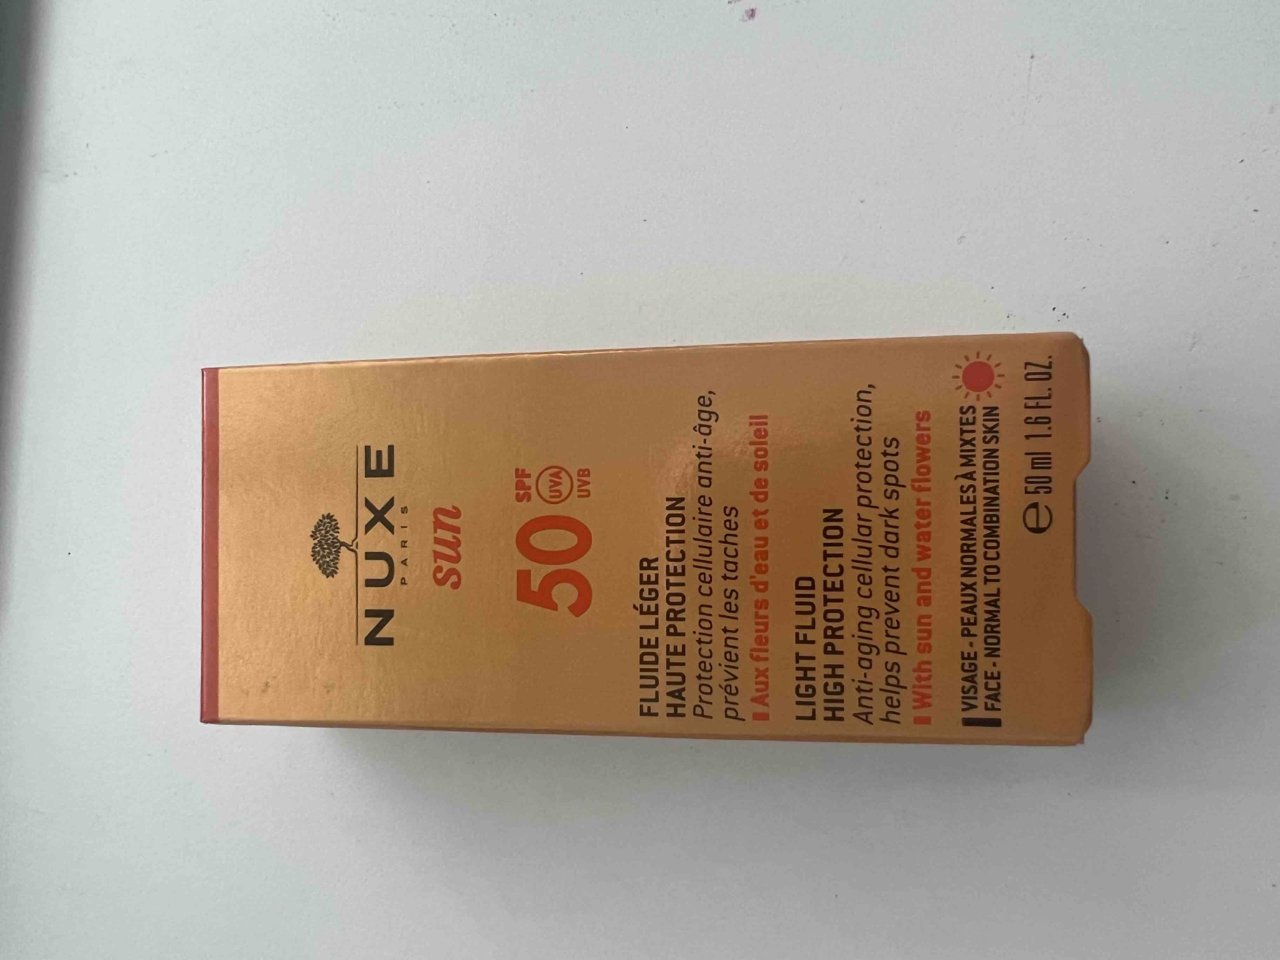 NUXE
PARIS
sun
50 SPF
UVA
UVB
FLUIDE LÉGER
HAUTE PROTECTION
Protection cellulaire anti-âge,
prévient les taches
Aux fleurs d'eau et de soleil
LIGHT FLUID
HIGH PROTECTION
Anti-aging cellular protection,
helps prevent dark spots
With sun and water flowers
VISAGE - PEAUX NORMALES À MIXTES
FACE - NORMAL TO COMBINATION SKIN
℮ 50 ml 1.6 FL. OZ.